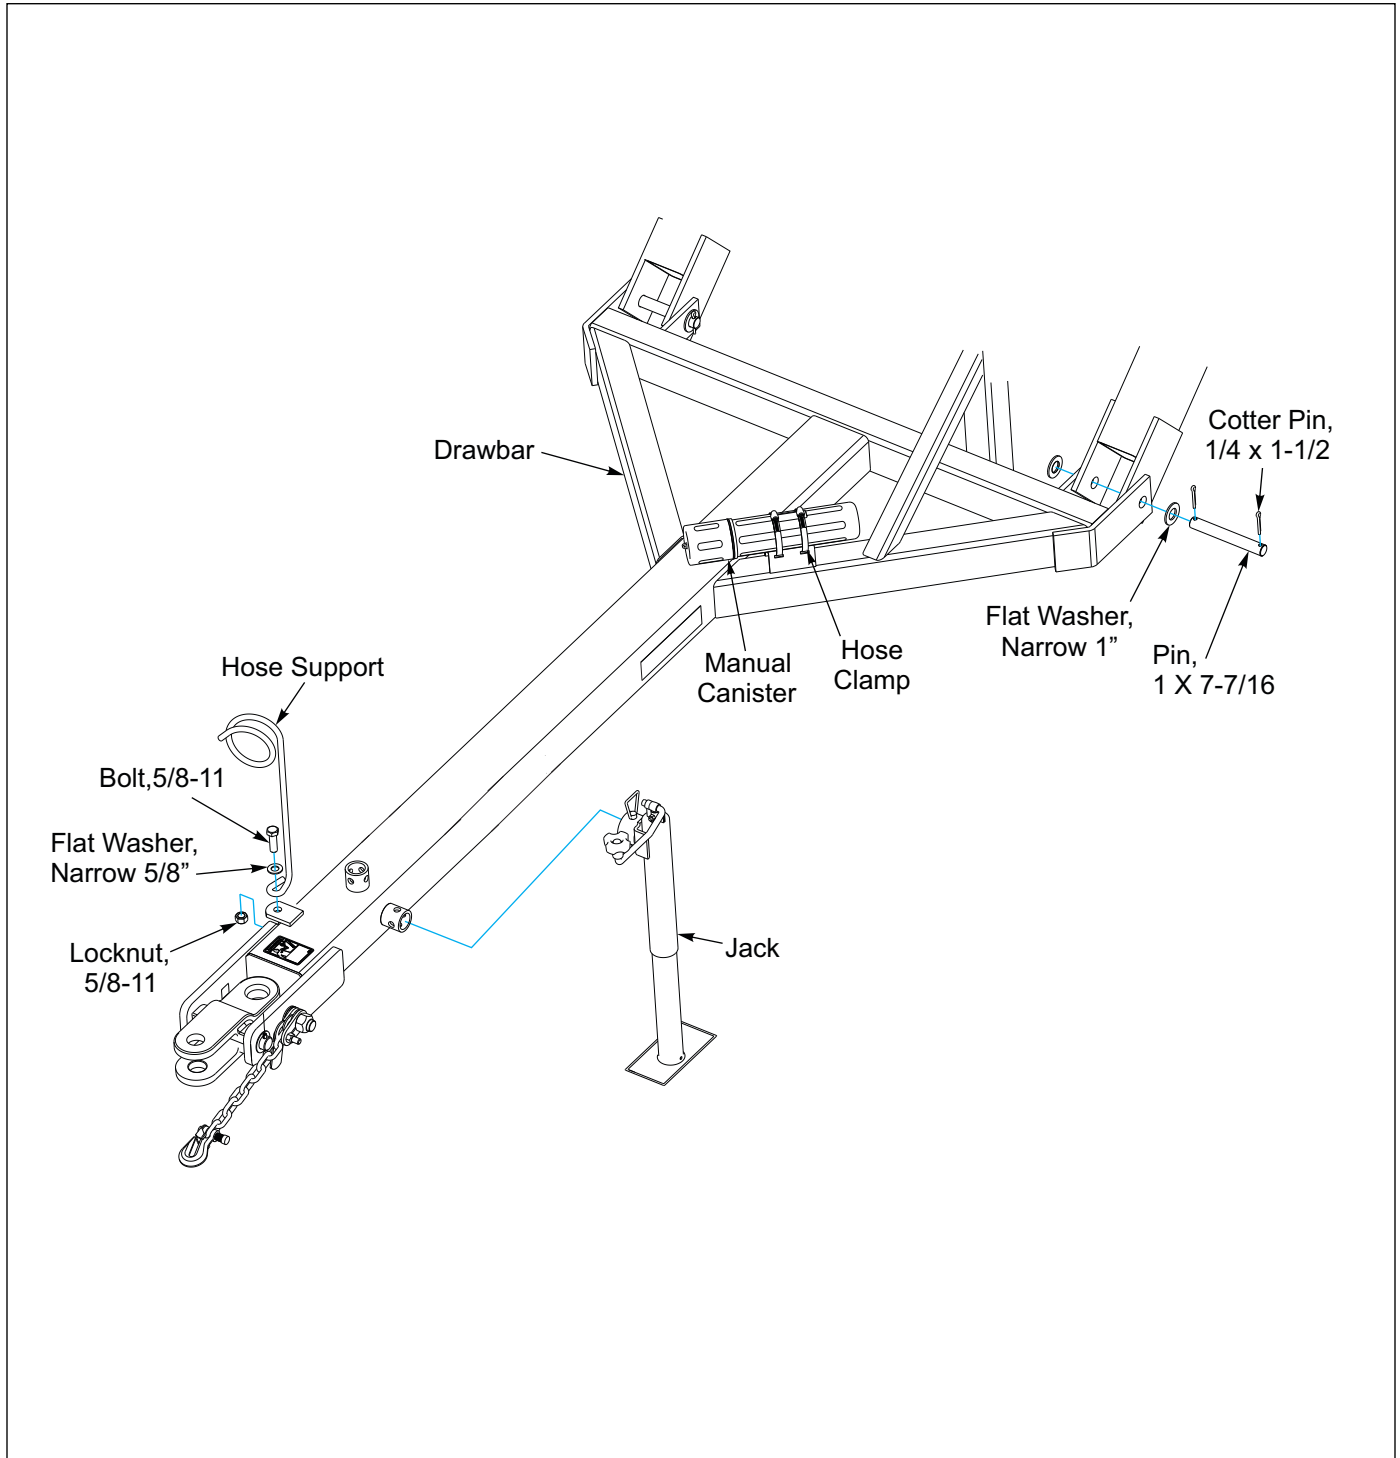 Drawbar
Cotter Pin,
1/4 x 1-1/2
Flat Washer,
Narrow 1”
Pin,
1 X 7-7/16
Manual
Canister
Hose
Clamp
Hose Support
Bolt,5/8-11
Flat Washer,
Narrow 5/8”
Locknut,
5/8-11
Jack